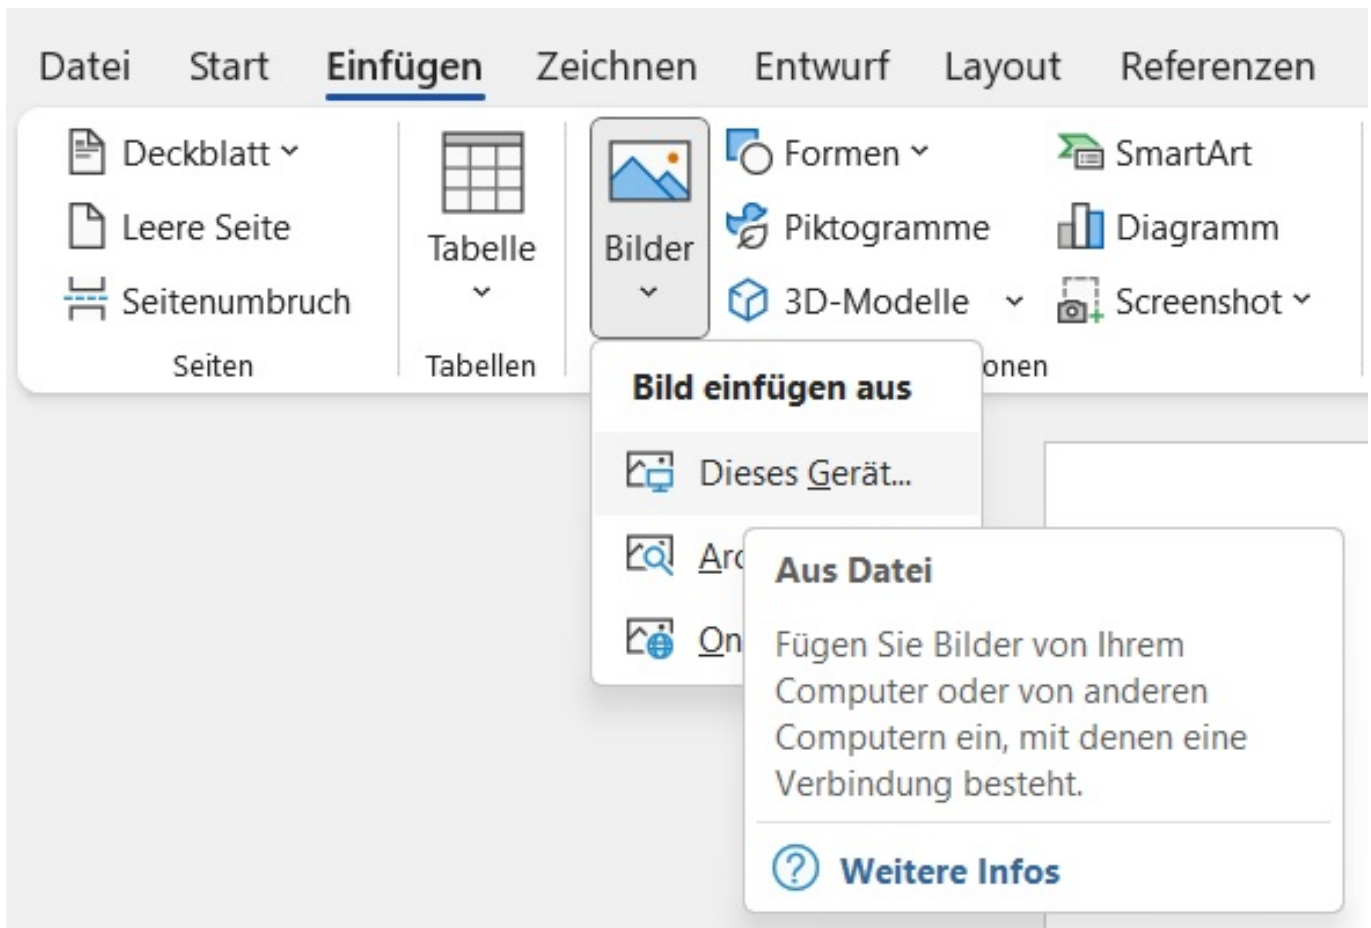 Datei Start Einfügen Zeichnen Entwurf Layout Referenzen
Deckblatt
Leere Seite
Seitenumbruch
Seiten
Tabelle
Tabellen
Bilder
Formen
Piktogramme
3D-Modelle
SmartArt
Diagramm
Screenshot
onen
Bild einfügen aus
Dieses Gerät...
Aus Datei
Fügen Sie Bilder von Ihrem
Computer oder von anderen
Computern ein, mit denen eine
Verbindung besteht.
Weitere Infos